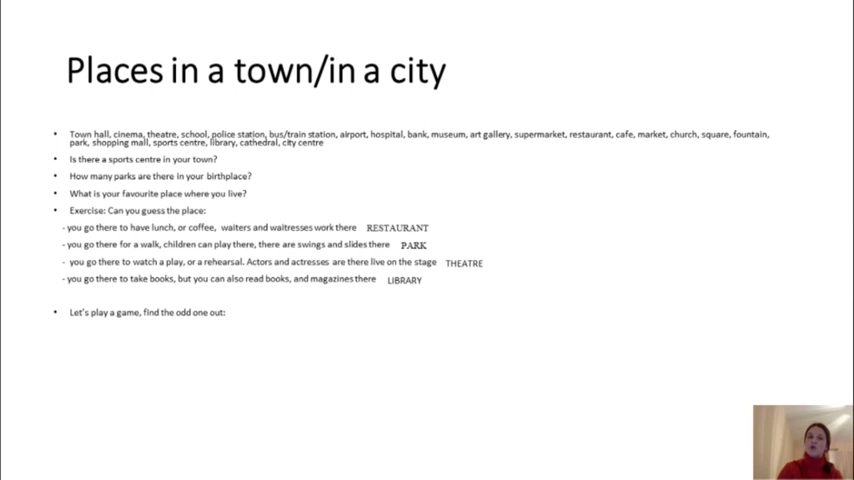 Places in a town/in a city
• Town hall, cinema, theatre, school, police station, bus/train station, airport, hospital, bank, museum, art gallery, supermarket, restaurant, cafe, market, church, square, fountain,
park, shopping mall, sports centre, library, cathedral, city centre
• Is there a sports centre in your town?
• How many parks are there in your birthplace?
• What is your favourite place where you live?
• Exercise: Can you guess the place:
- you go there to have lunch, or coffee, waiters and waitresses work there RESTAURANT
- you go there for a walk, children can play there, there are swings and slides there PARK
- you go there to watch a play, or a rehearsal. Actors and actresses are there live on the stage THEATRE
- you go there to take books, but you can also read books, and magazines there LIBRARY
• Let's play a game, find the odd one out: